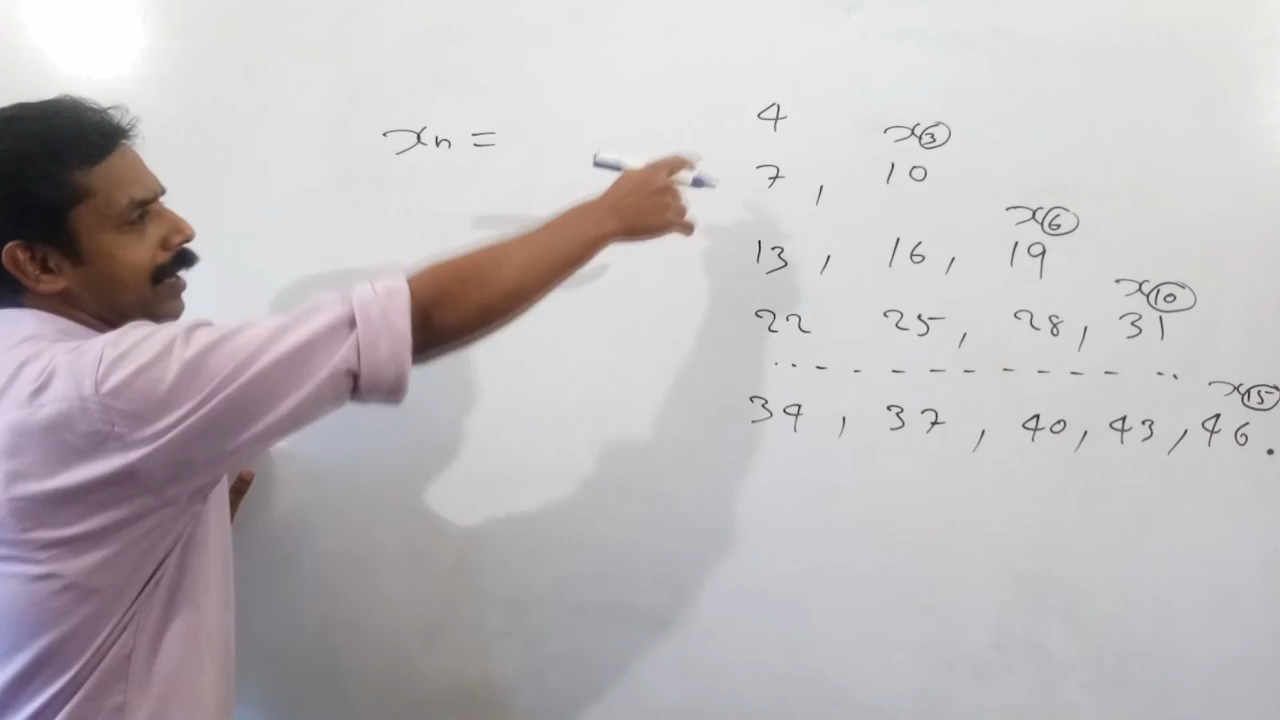 xn =
4
x③
7 , 10
x⑥
13 , 16 , 19
x⑩
22 25 , 28 , 31
x⑮
34 , 37 , 40 , 43 , 46 .